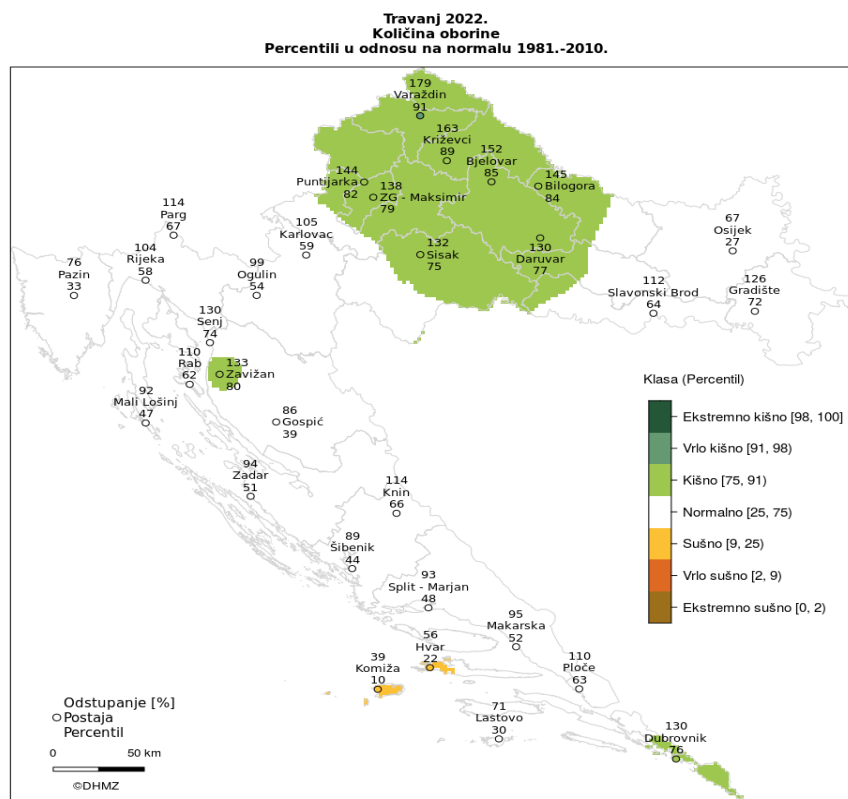 Travanj 2022.
Količina oborine
Percentili u odnosu na normalu 1981.-2010.
179
Varaždin
91
163
Križevci
89
152
Bjelovar
85
144
Puntijarka
82
138
ZG - Maksimir
79
145
Bilogora
84
114
Parg
67
105
Karlovac
59
132
Sisak
75
130
Daruvar
77
67
Osijek
27
76
Pazin
33
104
Rijeka
58
99
Ogulin
54
112
Slavonski Brod
64
126
Gradište
72
130
Senj
74
110
Rab
62
133
Zavižan
80
92
Mali Lošinj
47
86
Gospić
39
94
Zadar
51
114
Knin
66
89
Šibenik
44
93
Split - Marjan
48
95
Makarska
52
56
Hvar
22
39
Komiža
10
110
Ploče
63
71
Lastovo
30
130
Dubrovnik
76
Klasa (Percentil)
Ekstremno kišno [98, 100]
Vrlo kišno [91, 98)
Kišno [75, 91)
Normalno [25, 75)
Sušno [9, 25)
Vrlo sušno [2, 9)
Ekstremno sušno [0, 2)
Odstupanje [%]
Postaja
Percentil
0 50 km
©DHMZ